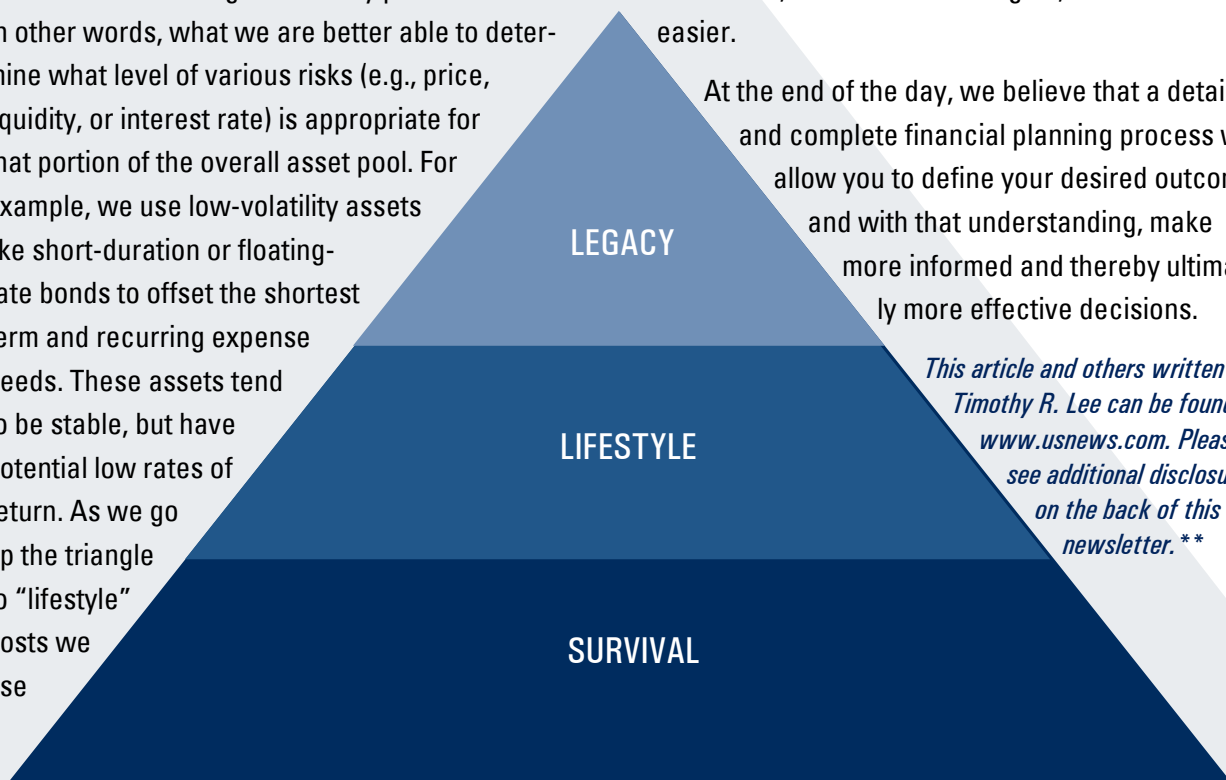 n other words, what we are better able to deter-
mine what level of various risks (e.g., price,
iquidity, or interest rate) is appropriate for
hat portion of the overall asset pool. For
xample, we use low-volatility assets
ke short-duration or floating-
ate bonds to offset the shortest
erm and recurring expense
eeds. These assets tend
o be stable, but have
otential low rates of
eturn. As we go
p the triangle
o “lifestyle”
osts we
se
LEGACY
LIFESTYLE
SURVIVAL
easier.
At the end of the day, we believe that a detai
and complete financial planning process w
allow you to define your desired outcom
and with that understanding, make
more informed and thereby ultima
ly more effective decisions.
This article and others written
Timothy R. Lee can be found
www.usnews.com. Pleas
see additional disclosu
on the back of this
newsletter.**